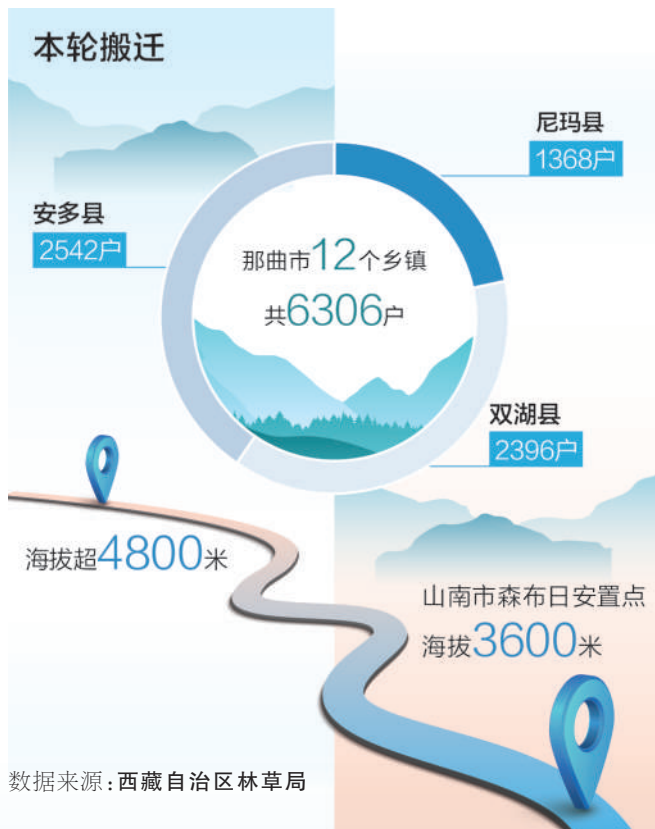 本轮搬迁
尼玛县
1368户
安多县
2542户
那曲市12个乡镇
共6306户
双湖县
2396户
海拔超4800米
山南市森布日安置点
海拔3600米
数据来源:西藏自治区林草局